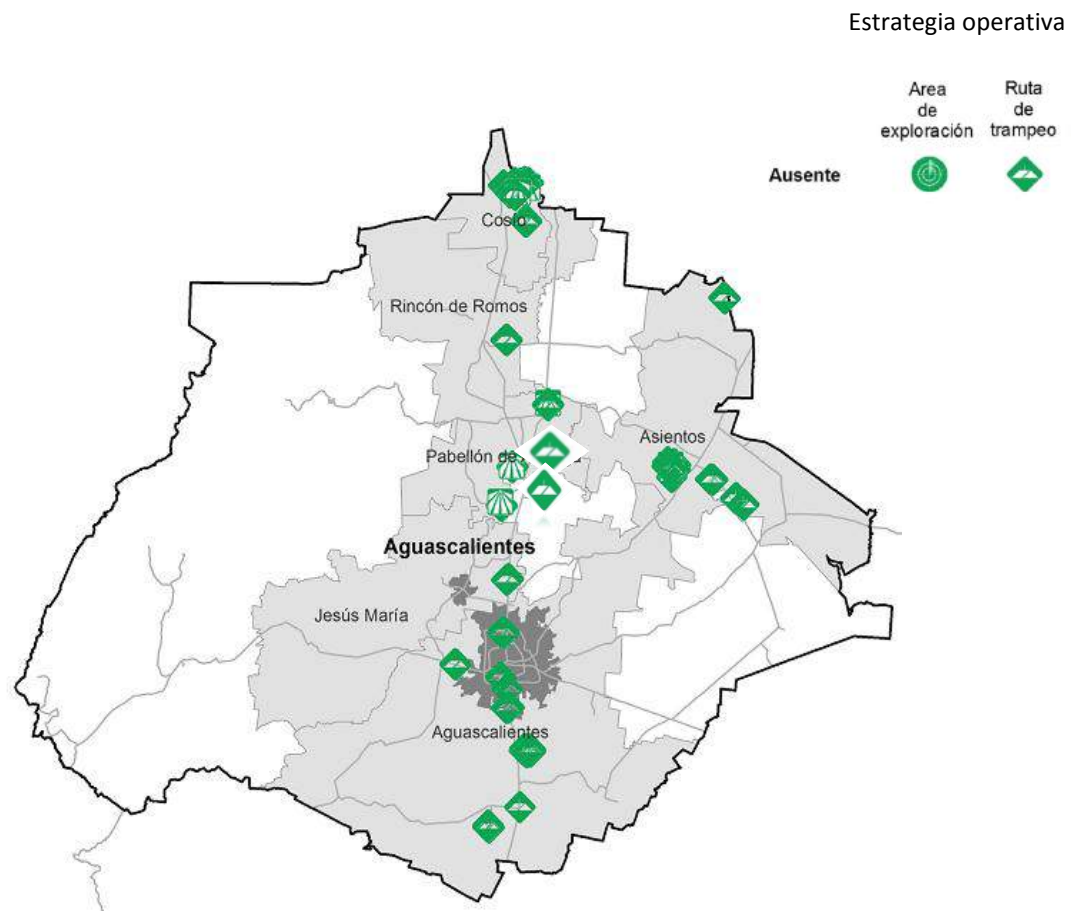 Estrategia operativa
Area
de
exploración
Ruta
de
trampeo
Ausente
Rincón de Romos
Asientos
Pabellón de
Aguascalientes
Jesús María
Aguascalientes